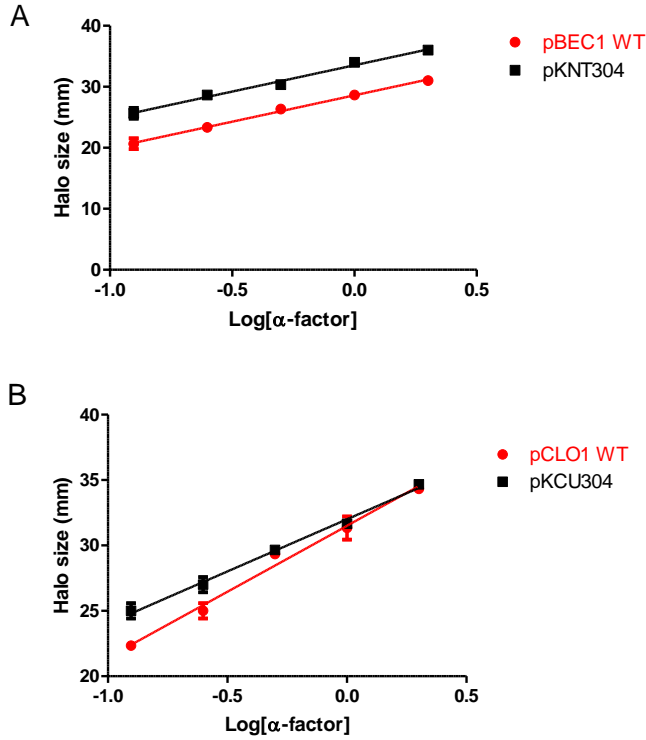 A
40
30
20
10
0
Halo size (mm)
-1.0 -0.5 0.0 0.5
Log[α-factor]
pBEC1 WT
pKNT304
B
40
35
30
25
20
Halo size (mm)
-1.0 -0.5 0.0 0.5
Log[α-factor]
pCLO1 WT
pKCU304